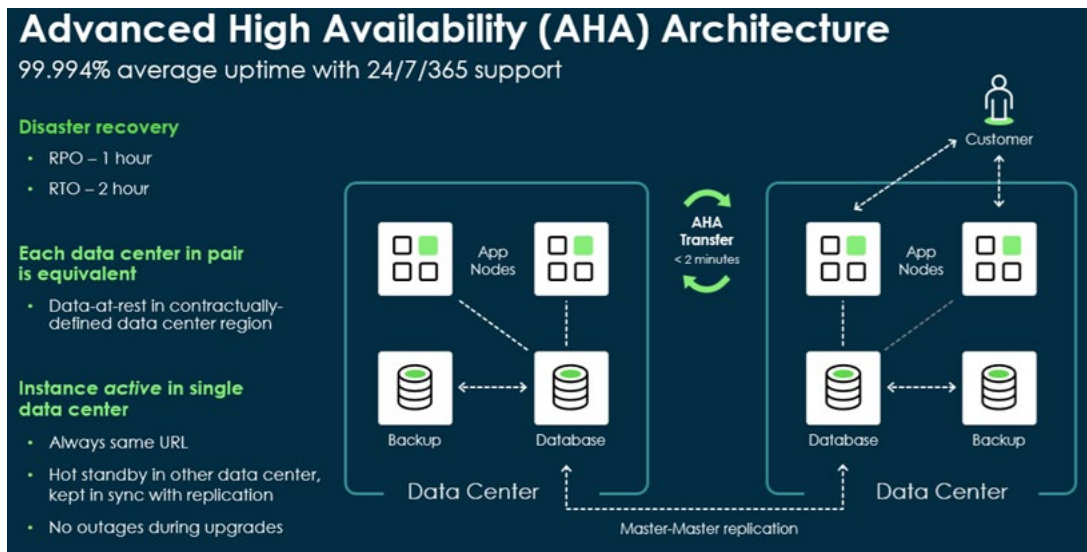 Advanced High Availability (AHA) Architecture
99.994% average uptime with 24/7/365 support
Disaster recovery
• RPO – 1 hour
• RTO – 2 hour
Each data center in pair
is equivalent
• Data-at-rest in contractually-
defined data center region
Instance active in single
data center
• Always same URL
• Hot standby in other data center,
kept in sync with replication
• No outages during upgrades
App
Nodes
Backup
Database
Data Center
AHA
Transfer
< 2 minutes
Customer
App
Nodes
Database
Backup
Data Center
Master-Master replication